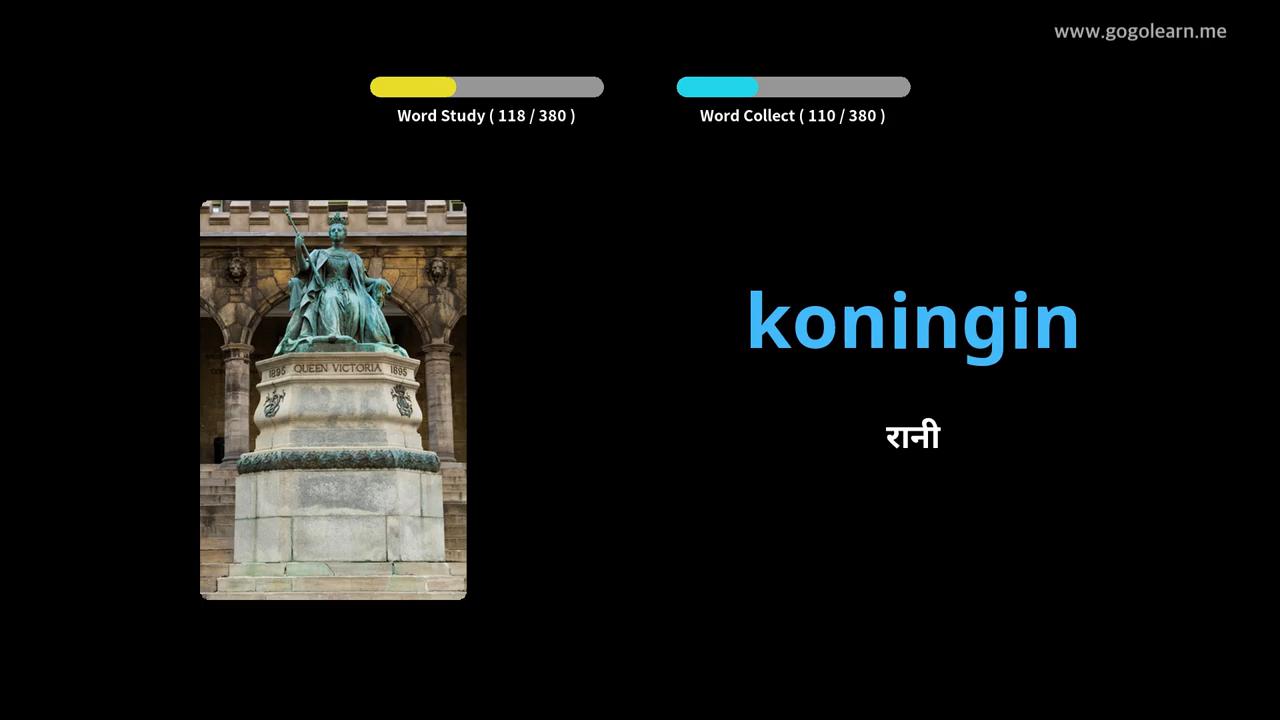 www.gogolearn.me
Word Study ( 118 / 380 )
Word Collect ( 110 / 380 )
1895 QUEEN VICTORIA 1895
koningin
रानी